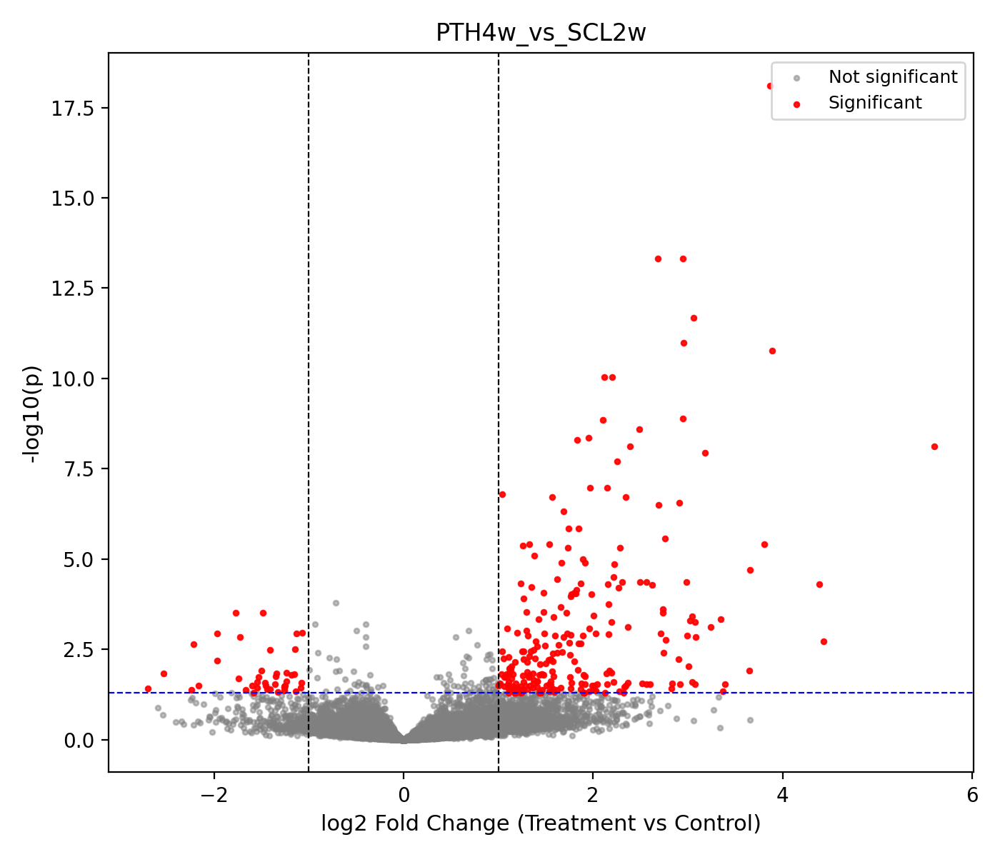 PTH4w_vs_SCL2w
Not significant
Significant
17.5
15.0
12.5
10.0
7.5
5.0
2.5
0.0
-log10(p)
−2
0
2
4
6
log2 Fold Change (Treatment vs Control)